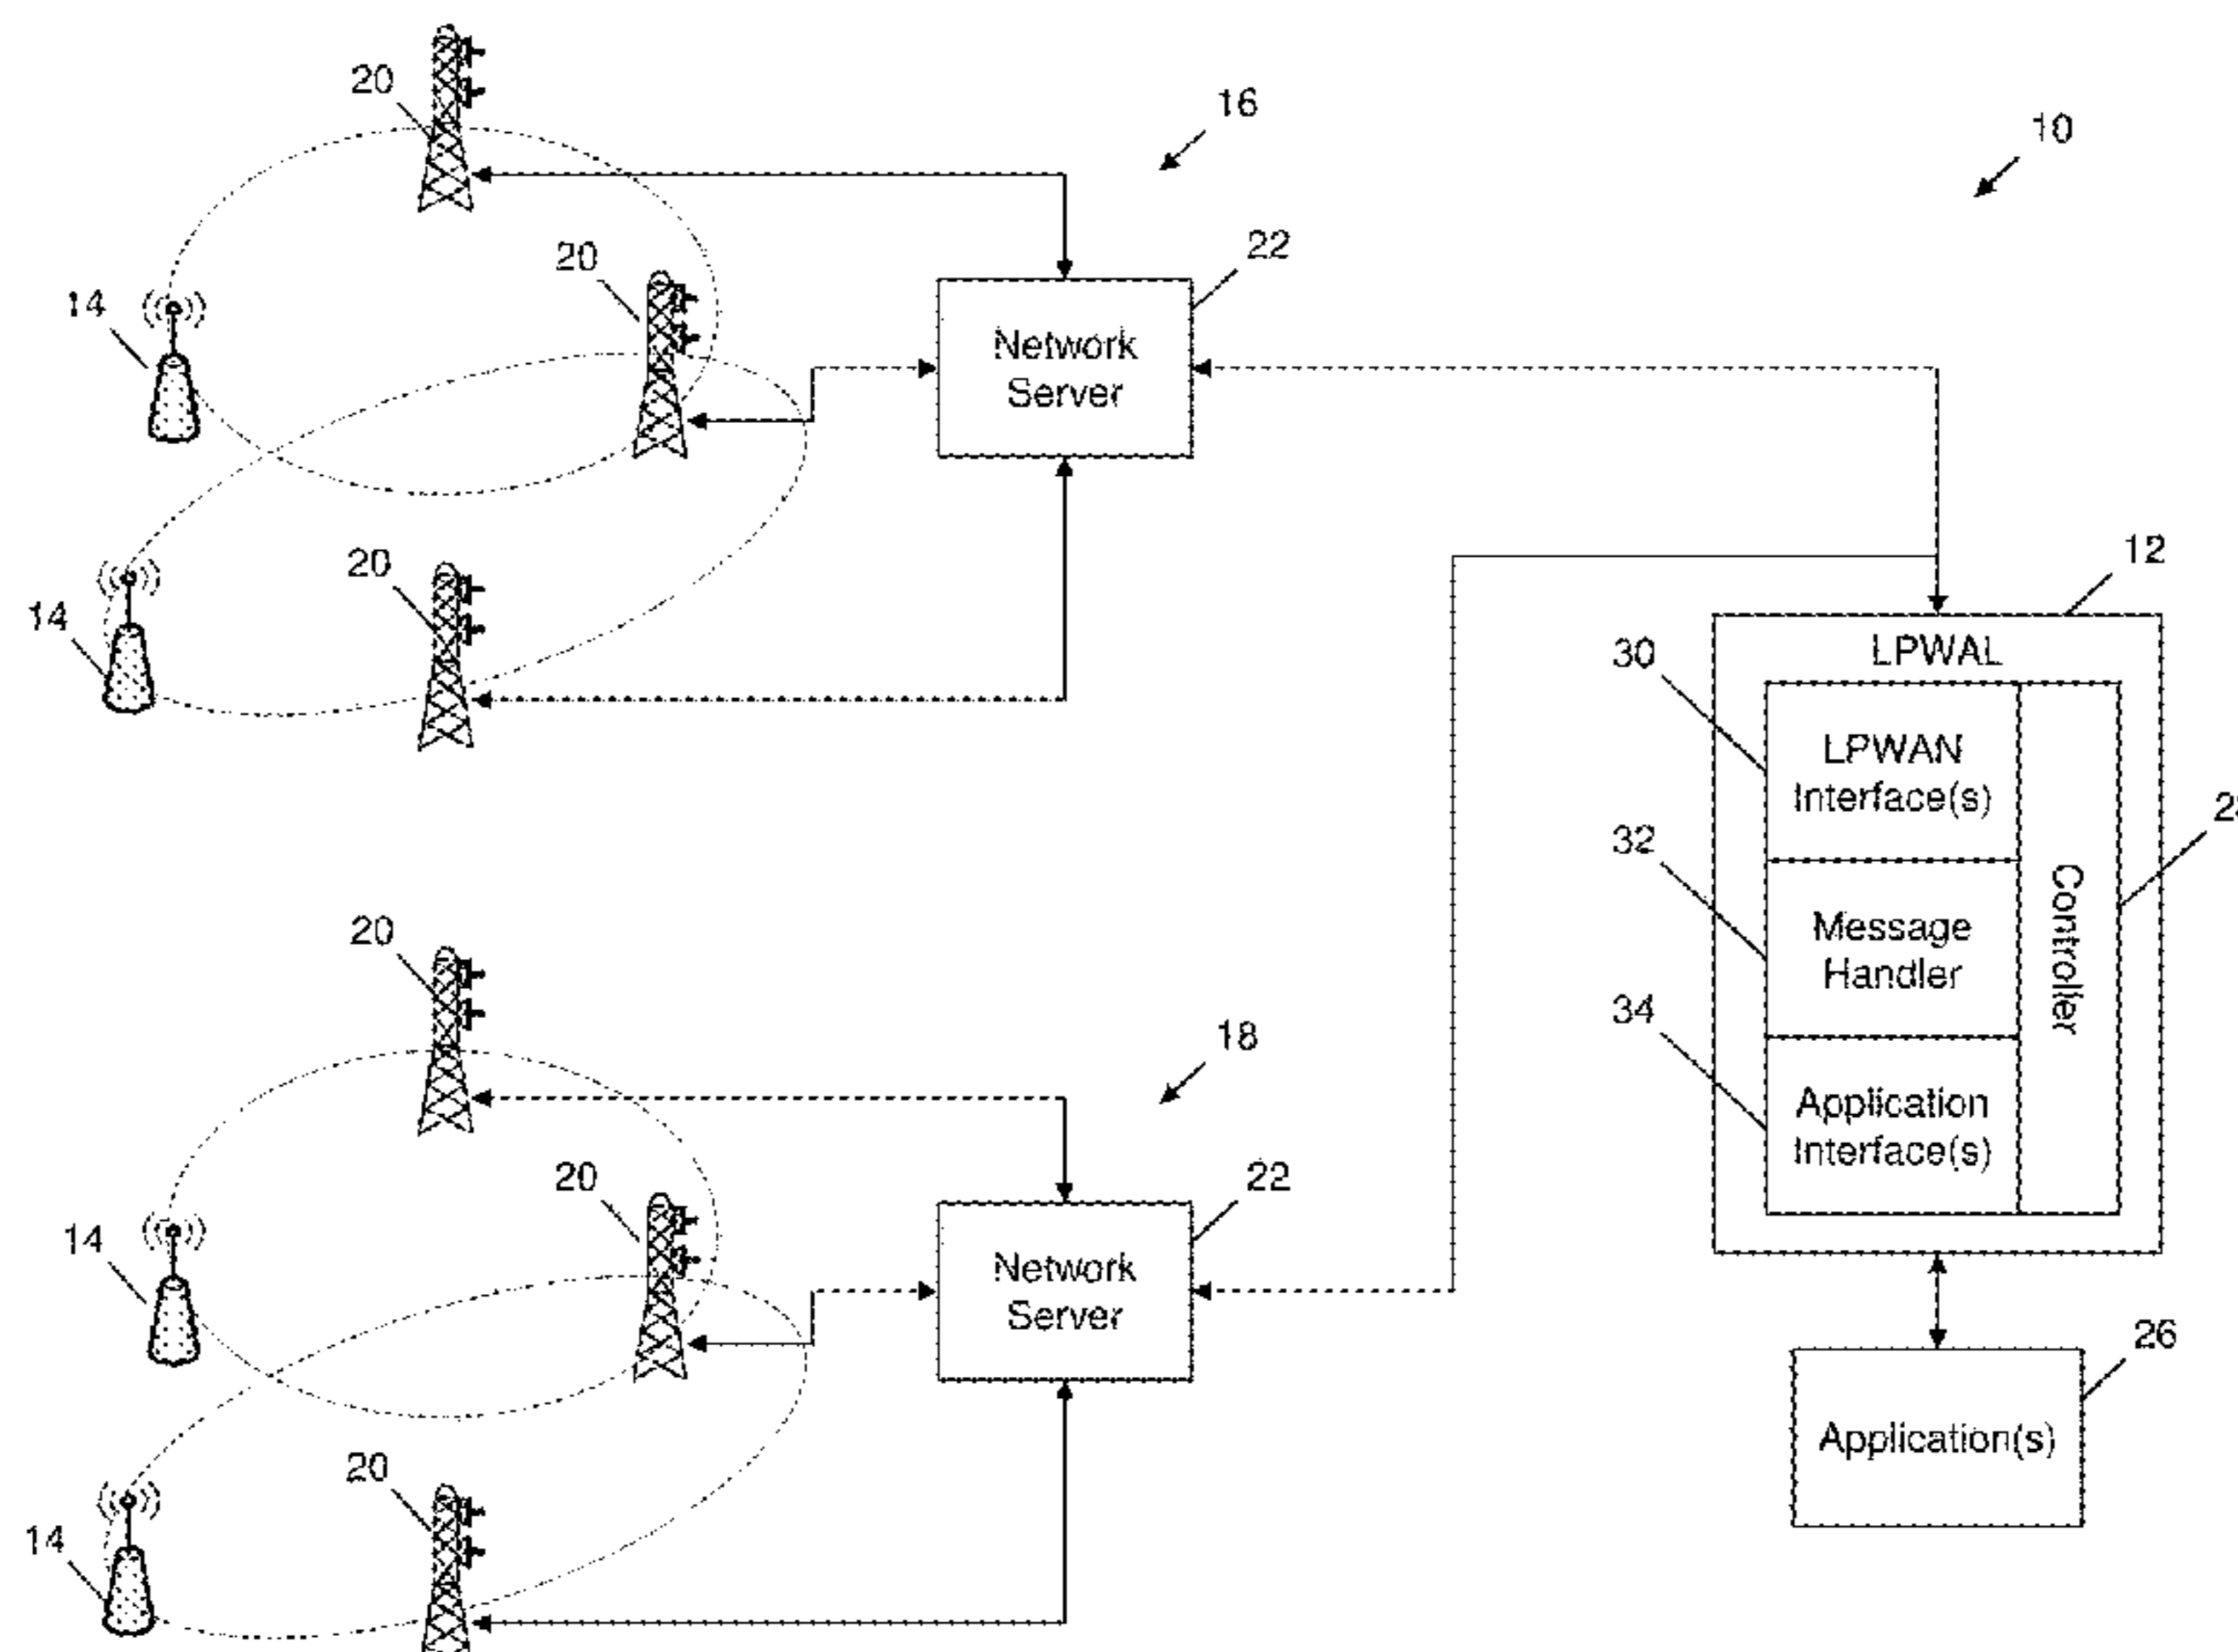 20
16
10
20
22
14
Network
Server
20
12
14
LPWAL
30
LPWAN
Interface(s)
32
Controller
Message
Handler
20
34
18
Application
Interface(s)
20
22
14
Network
Server
26
Application(s)
20
14